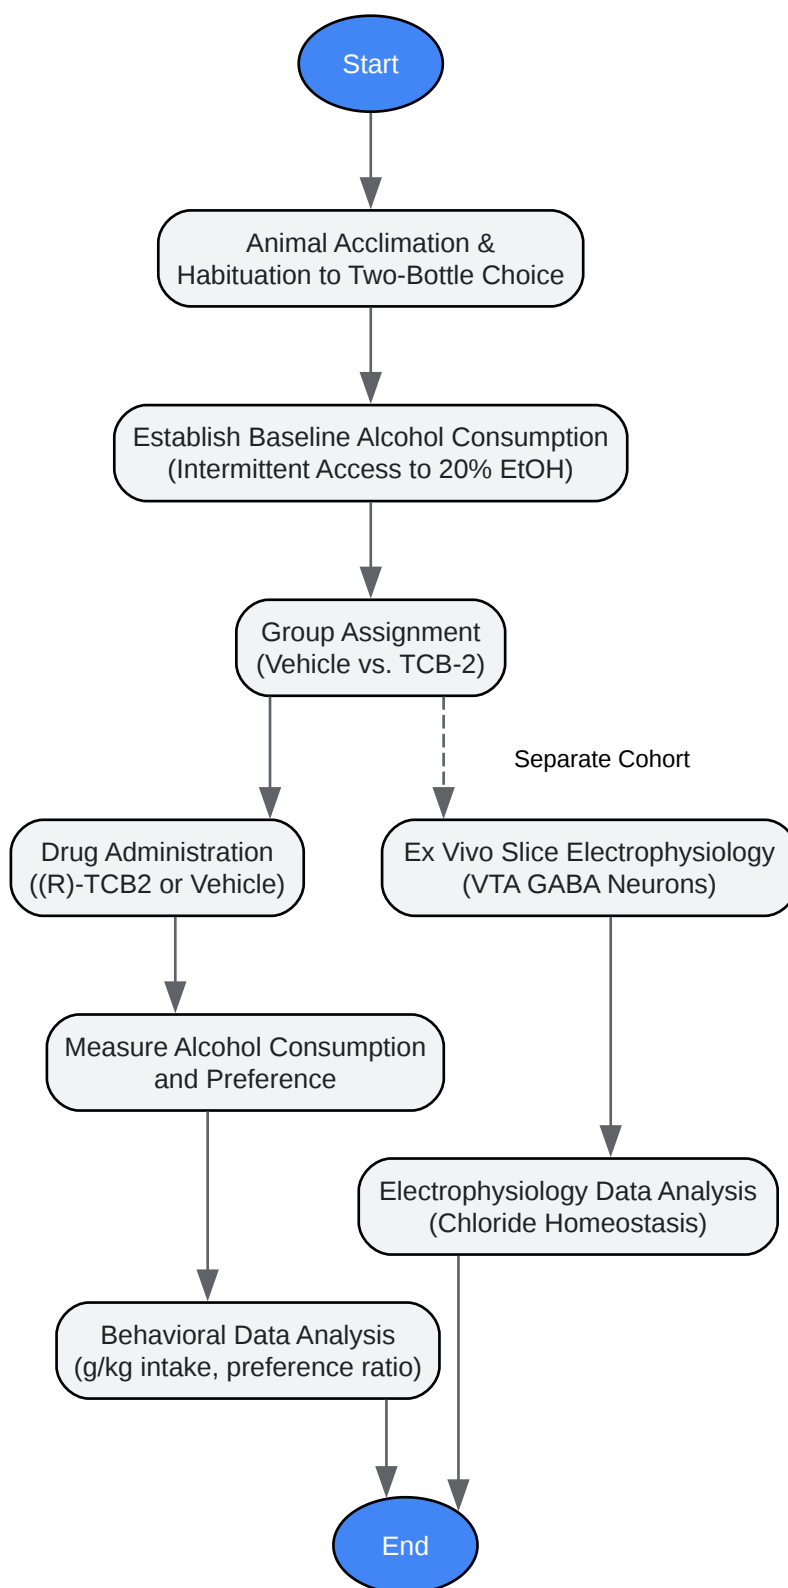 Start
Animal Acclimation &
Habituation to Two-Bottle Choice
Establish Baseline Alcohol Consumption
(Intermittent Access to 20% EtOH)
Group Assignment
(Vehicle vs. TCB-2)
Separate Cohort
Drug Administration
((R)-TCB2 or Vehicle)
Ex Vivo Slice Electrophysiology
(VTA GABA Neurons)
Measure Alcohol Consumption
and Preference
Electrophysiology Data Analysis
(Chloride Homeostasis)
Behavioral Data Analysis
(g/kg intake, preference ratio)
End